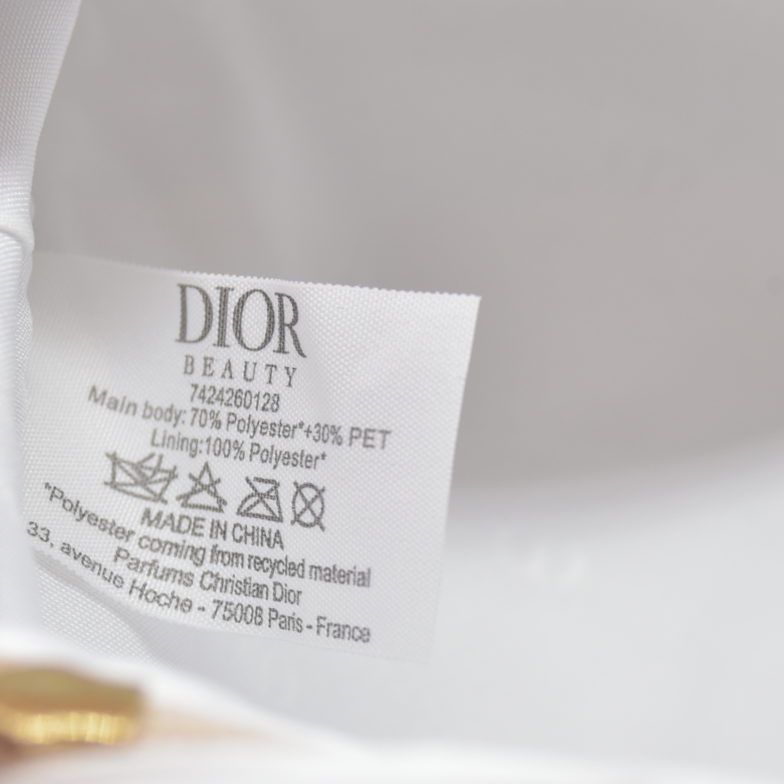 DIOR
BEAUTY
7424260128
Main body: 70% Polyester*+30% PET
Lining:100% Polyester*
MADE IN CHINA
*Polyester coming from recycled material
Parfums Christian Dior
33, avenue Hoche - 75008 Paris - France